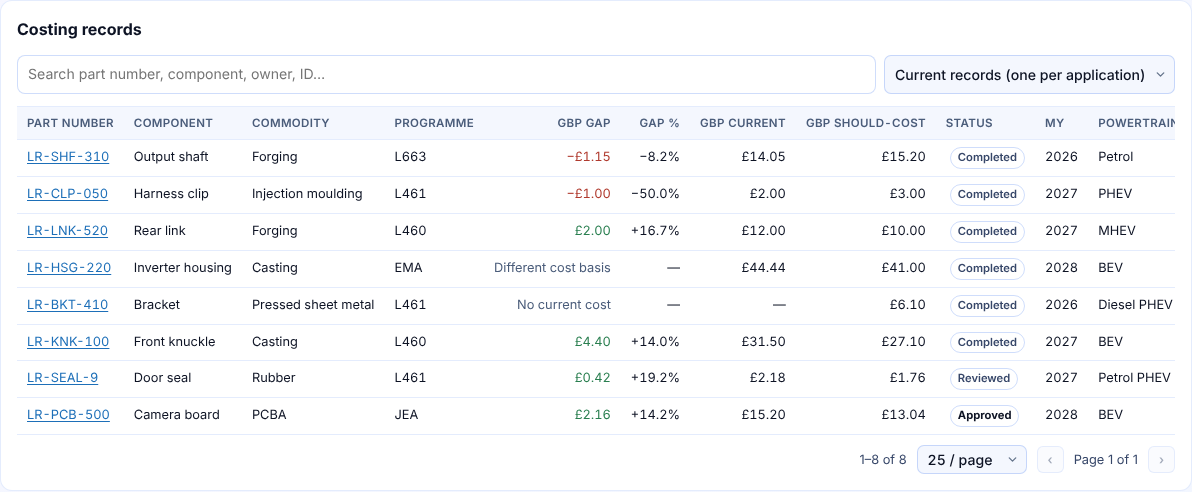 Costing records
Search part number, component, owner, ID...
Current records (one per application)
PART NUMBER COMPONENT COMMODITY PROGRAMME GBP GAP GAP % GBP CURRENT GBP SHOULD-COST STATUS MY POWERTRAIN
LR-SHF-310 Output shaft Forging L663 −£1.15 −8.2% £14.05 £15.20 Completed 2026 Petrol
LR-CLP-050 Harness clip Injection moulding L461 −£1.00 −50.0% £2.00 £3.00 Completed 2027 PHEV
LR-LNK-520 Rear link Forging L460 £2.00 +16.7% £12.00 £10.00 Completed 2027 MHEV
LR-HSG-220 Inverter housing Casting EMA Different cost basis — £44.44 £41.00 Completed 2028 BEV
LR-BKT-410 Bracket Pressed sheet metal L461 No current cost — — £6.10 Completed 2026 Diesel PHEV
LR-KNK-100 Front knuckle Casting L460 £4.40 +14.0% £31.50 £27.10 Completed 2027 BEV
LR-SEAL-9 Door seal Rubber L461 £0.42 +19.2% £2.18 £1.76 Reviewed 2027 Petrol PHEV
LR-PCB-500 Camera board PCBA JEA £2.16 +14.2% £15.20 £13.04 Approved 2028 BEV
1–8 of 8 25 / page ‹ Page 1 of 1 ›